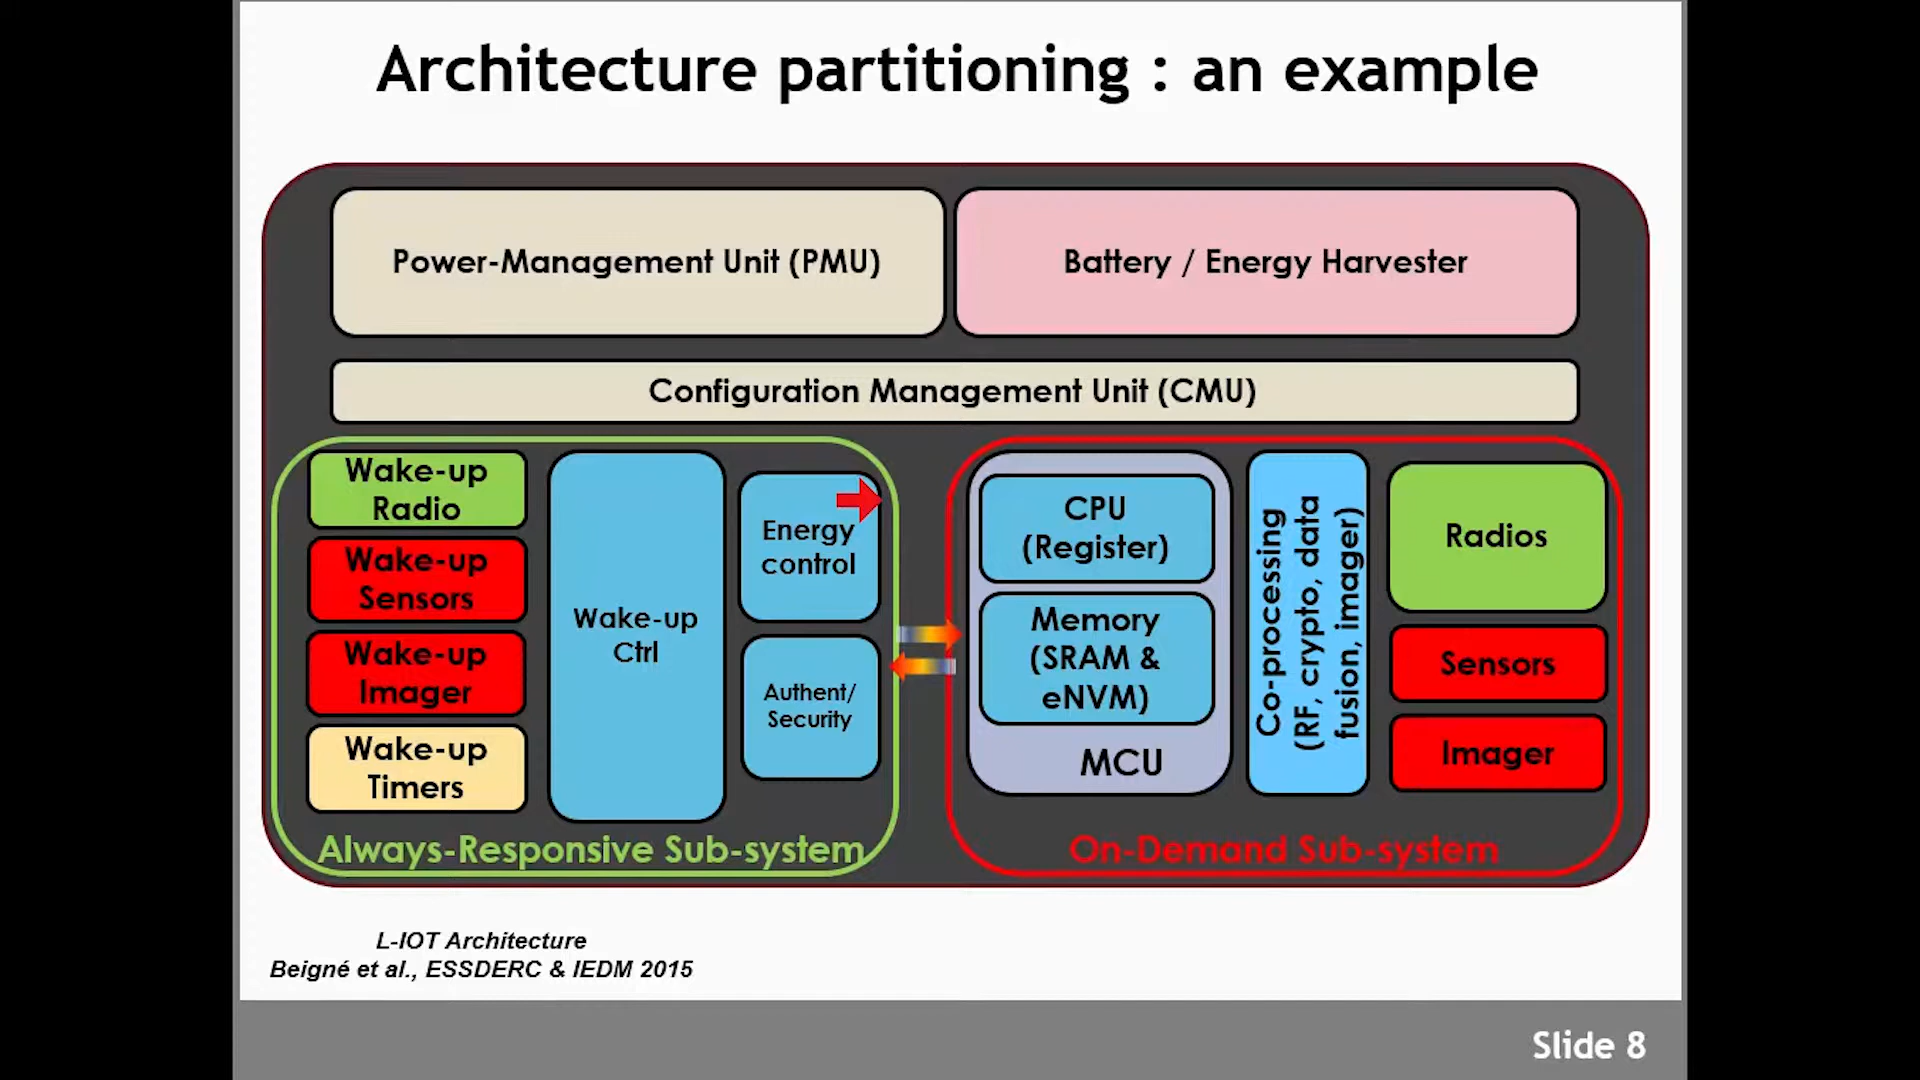 Architecture partitioning : an example
Power-Management Unit (PMU)
Battery / Energy Harvester
Configuration Management Unit (CMU)
Wake-up
Radio
Wake-up
Sensors
Wake-up
Imager
Wake-up
Timers
Wake-up
Ctrl
Energy
control
Authent/
Security
Always-Responsive Sub-system
CPU
(Register)
Memory
(SRAM &
eNVM)
MCU
Co-processing
(RF, crypto, data
fusion, imager)
Radios
Sensors
Imager
On-Demand Sub-system
L-IOT Architecture
Beigné et al., ESSDERC & IEDM 2015
Slide 8